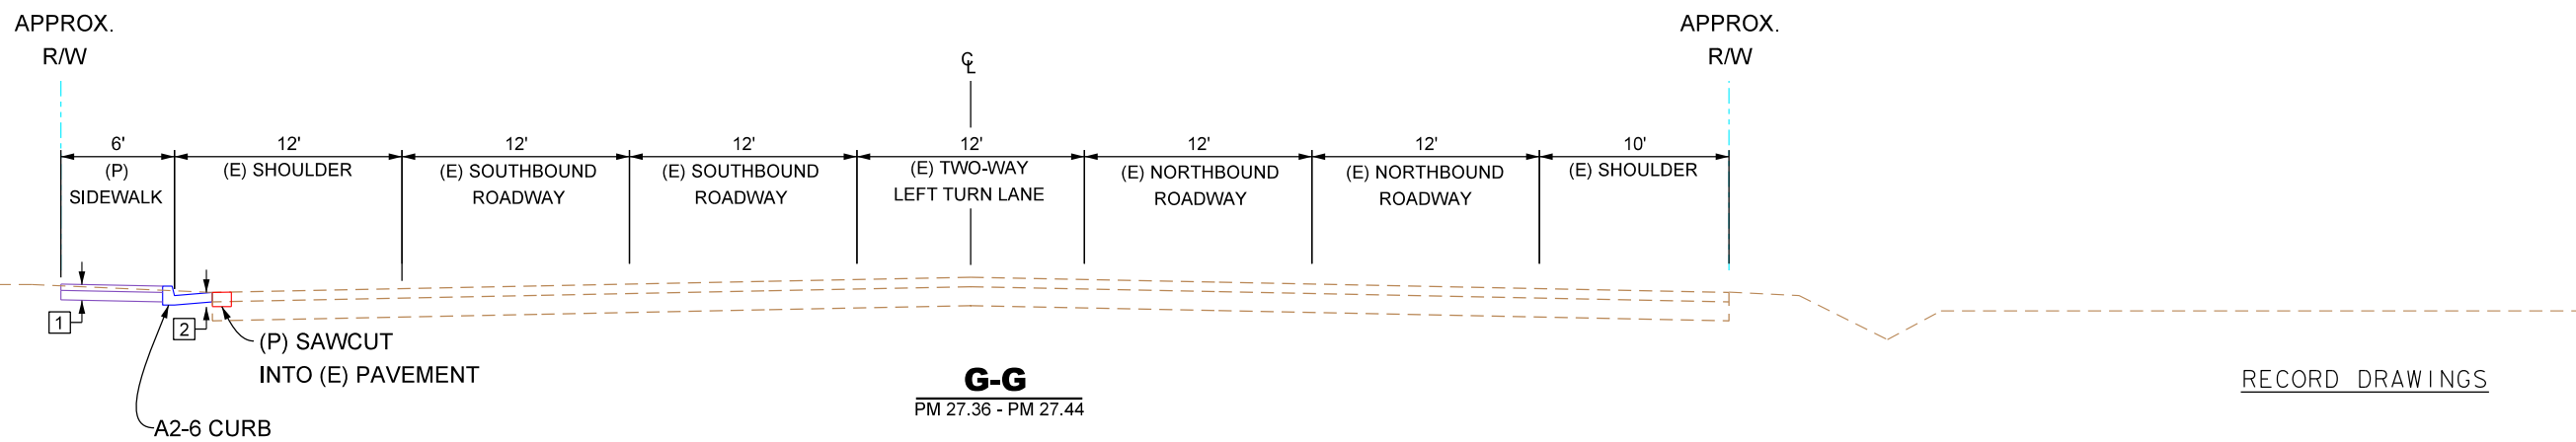 APPROX.
R/W
APPROX.
R/W
℄
6'
12'
12'
12'
12'
12'
12'
10'
(P)
SIDEWALK
(E) SHOULDER
(E) SOUTHBOUND
ROADWAY
(E) SOUTHBOUND
ROADWAY
(E) TWO-WAY
LEFT TURN LANE
(E) NORTHBOUND
ROADWAY
(E) NORTHBOUND
ROADWAY
(E) SHOULDER
1
2
(P) SAWCUT
INTO (E) PAVEMENT
A2-6 CURB
G-G
PM 27.36 - PM 27.44
RECORD DRAWINGS